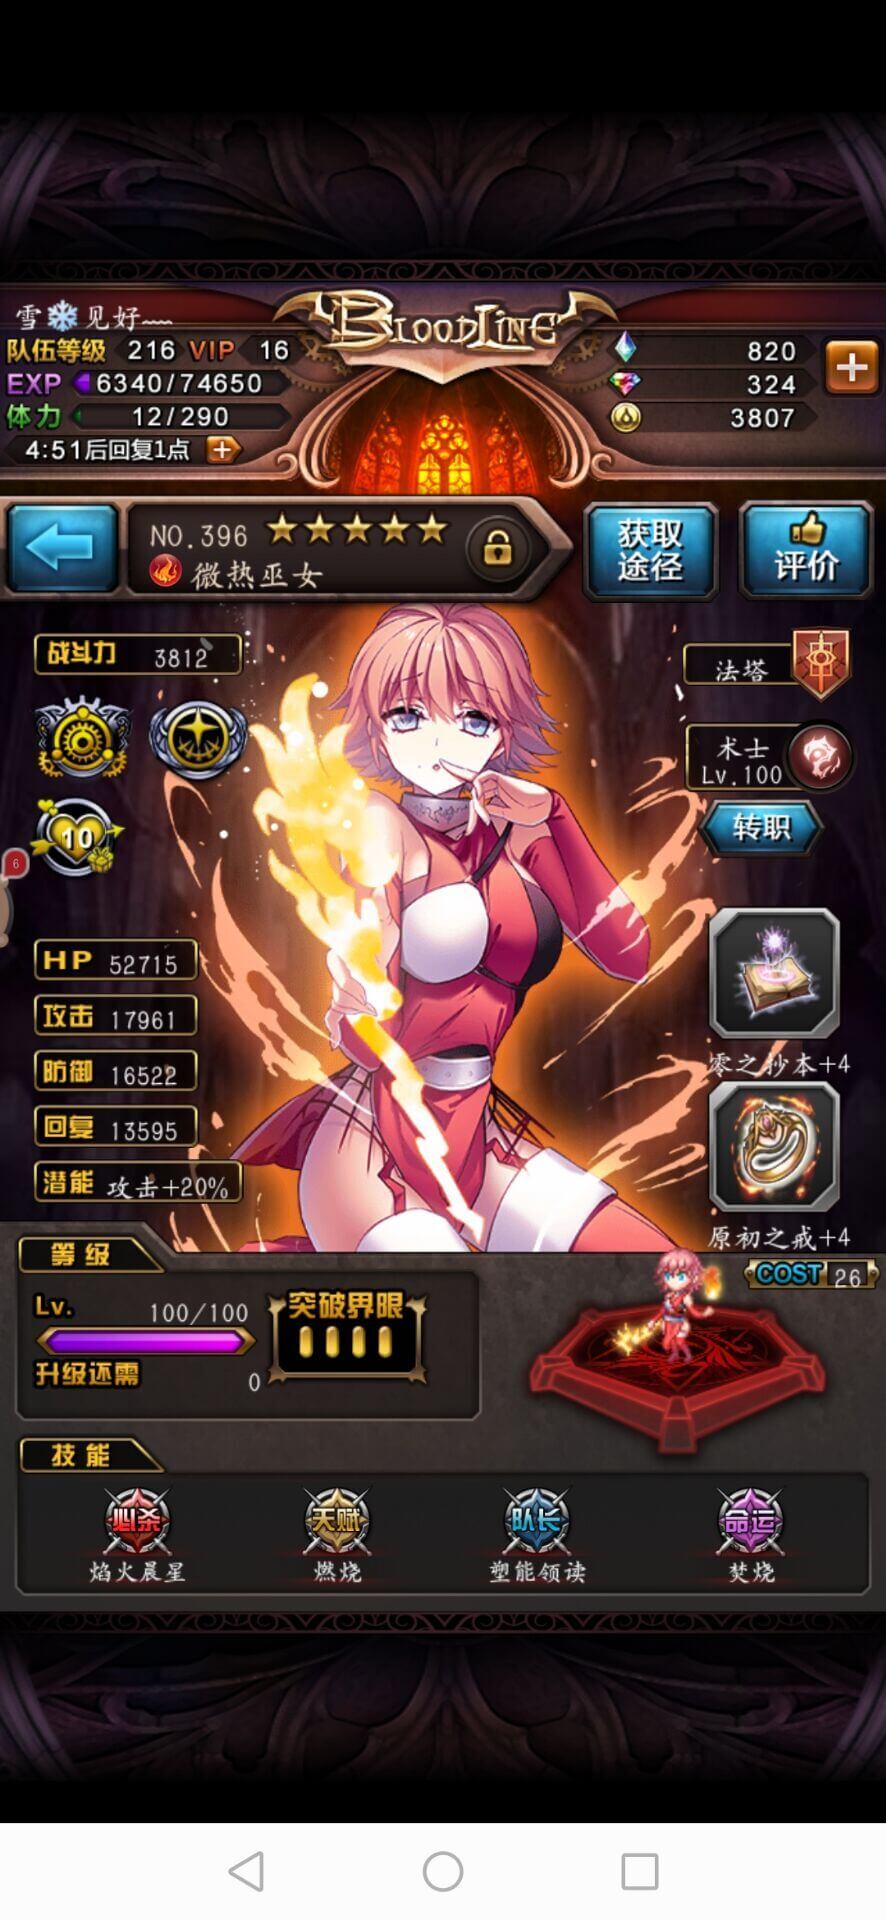 雪❄见好﹏
BLOODLINE
队伍等级 216 VIP 16
820
EXP 6340/74650
324
体力 12/290
3807
4:51后回复1点
NO.396
微热巫女
获取途径
评价
战斗力 3812
法塔
术士
Lv.100
转职
10
6
HP 52715
攻击 17961
防御 16522
回复 13595
潜能 攻击+20%
零之抄本+4
原初之戒+4
等级
COST 26
Lv. 100/100
突破界限
升级还需 0
技能
必杀 天赋 队长 命运
焰火晨星 燃烧 塑能领读 焚烧